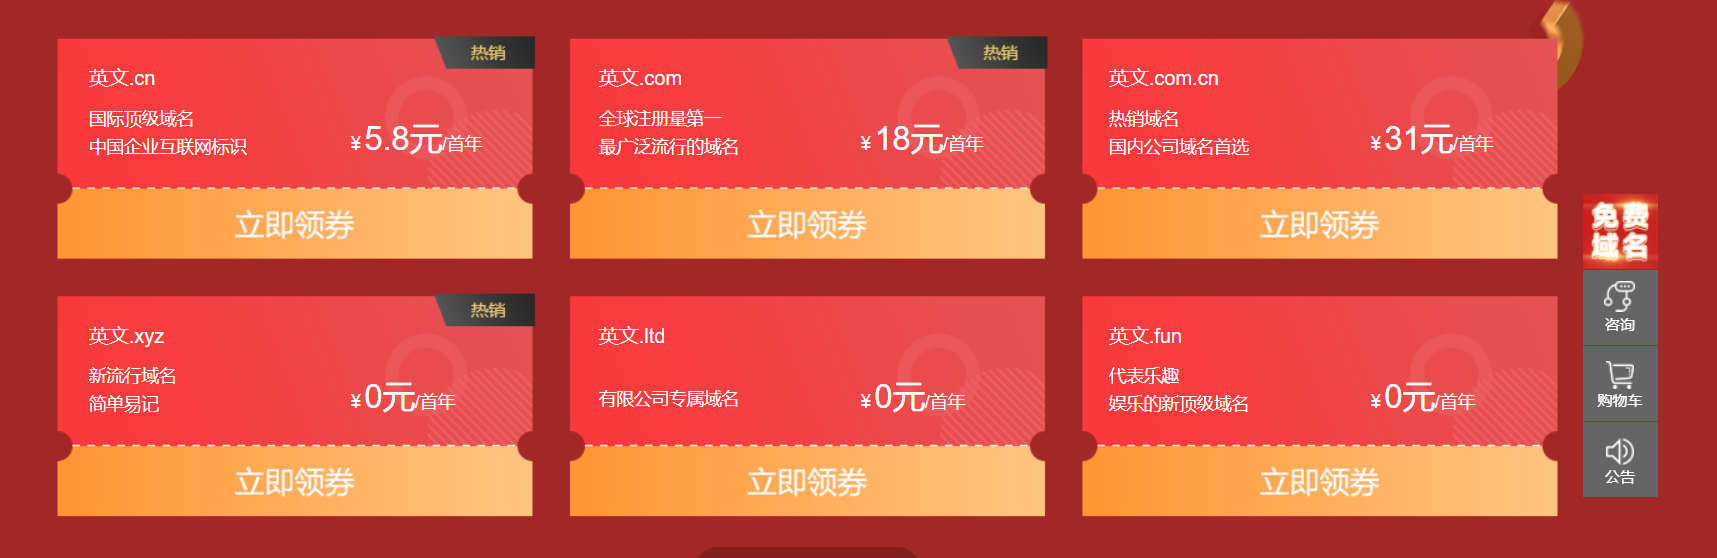 热销
英文.cn
国际顶级域名
中国企业互联网标识
¥5.8元/首年
立即领券
热销
英文.com
全球注册量第一
最广泛流行的域名
¥18元/首年
立即领券
英文.com.cn
热销域名
国内公司域名首选
¥31元/首年
立即领券
热销
英文.xyz
新流行域名
简单易记
¥0元/首年
立即领券
英文.ltd
有限公司专属域名
¥0元/首年
立即领券
英文.fun
代表乐趣
娱乐的新顶级域名
¥0元/首年
立即领券
免费
域名
咨询
购物车
公告